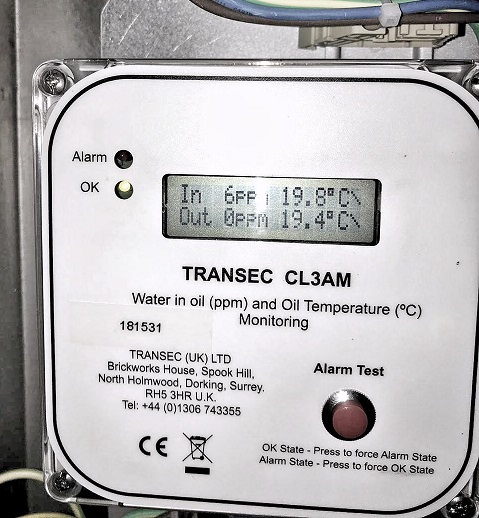 Alarm
OK
In 6ppm 19.8°C\
Out 0ppm 19.4°C\
TRANSEC CL3AM
Water in oil (ppm) and Oil Temperature (ºC)
Monitoring
181531
TRANSEC (UK) LTD
Brickworks House, Spook Hill,
North Holmwood, Dorking, Surrey.
RH5 3HR U.K.
Tel: +44 (0)1306 743355
Alarm Test
CE
OK State - Press to force Alarm State
Alarm State - Press to force OK State